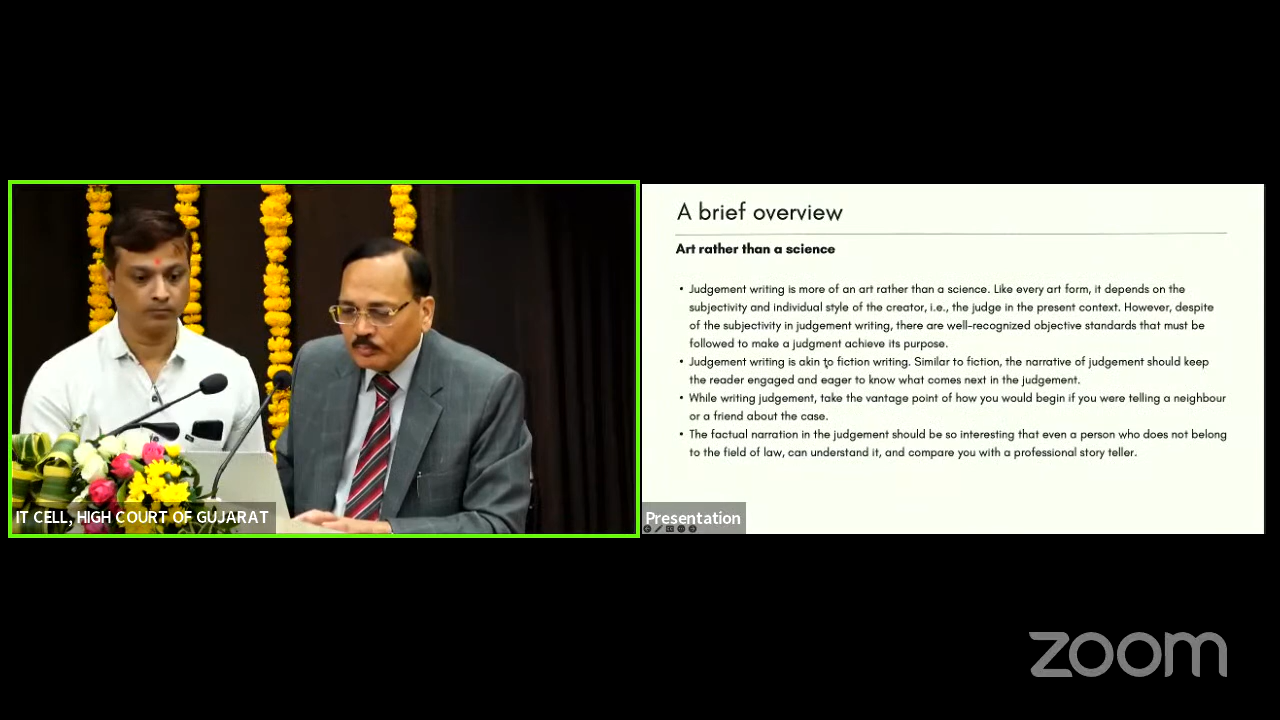 A brief overview
Art rather than a science
• Judgement writing is more of an art rather than a science. Like every art form, it depends on the
subjectivity and individual style of the creator, i.e., the judge in the present context. However, despite
of the subjectivity in judgement writing, there are well-recognized objective standards that must be
followed to make a judgment achieve its purpose.
• Judgement writing is akin to fiction writing. Similar to fiction, the narrative of judgement should keep
the reader engaged and eager to know what comes next in the judgement.
• While writing judgement, take the vantage point of how you would begin if you were telling a neighbour
or a friend about the case.
• The factual narration in the judgement should be so interesting that even a person who does not belong
to the field of law, can understand it, and compare you with a professional story teller.
IT CELL, HIGH COURT OF GUJARAT
Presentation
zoom